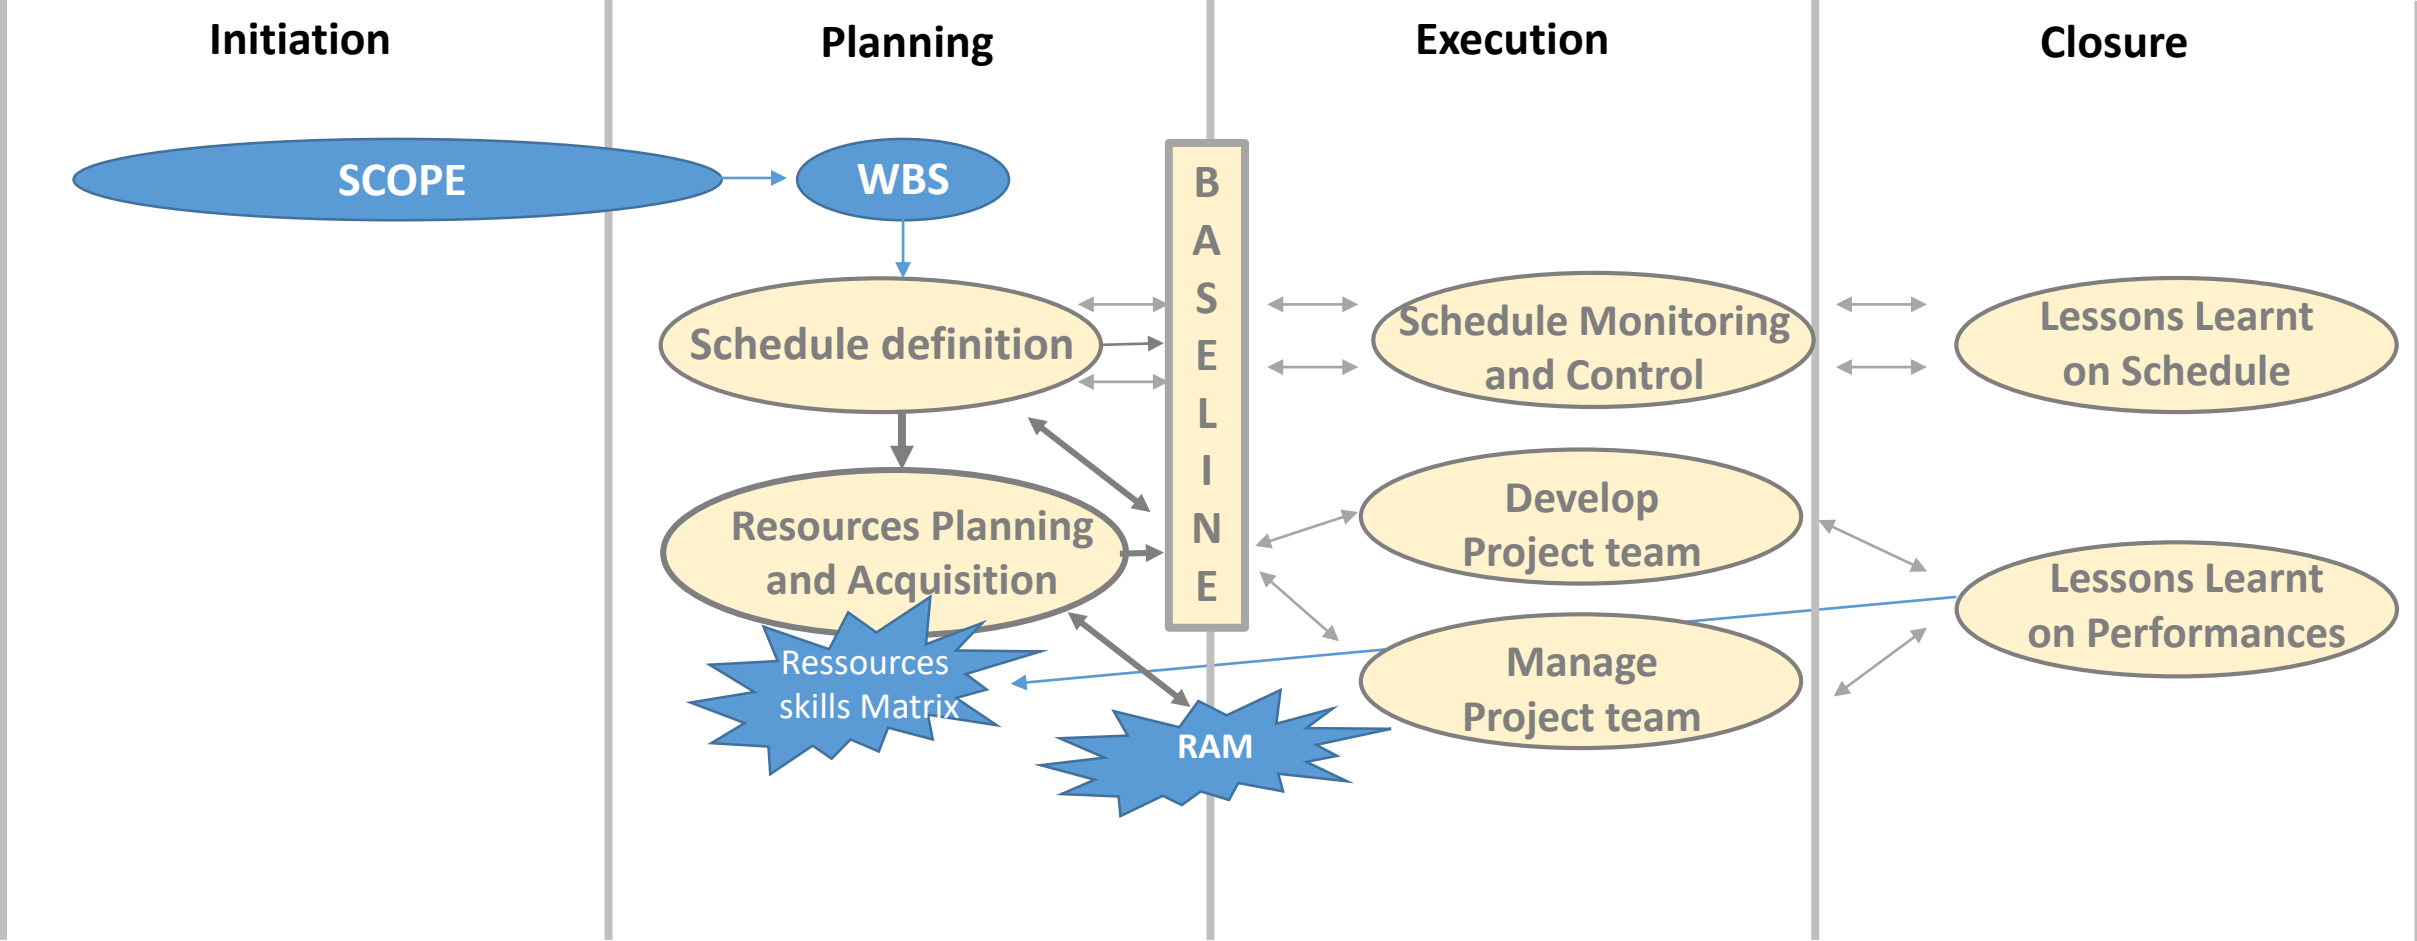 Initiation
Planning
Execution
Closure
SCOPE
WBS
B
A
S
E
L
I
N
E
Schedule definition
Schedule Monitoring
and Control
Lessons Learnt
on Schedule
Resources Planning
and Acquisition
Develop
Project team
Lessons Learnt
on Performances
Ressources
skills Matrix
Manage
Project team
RAM